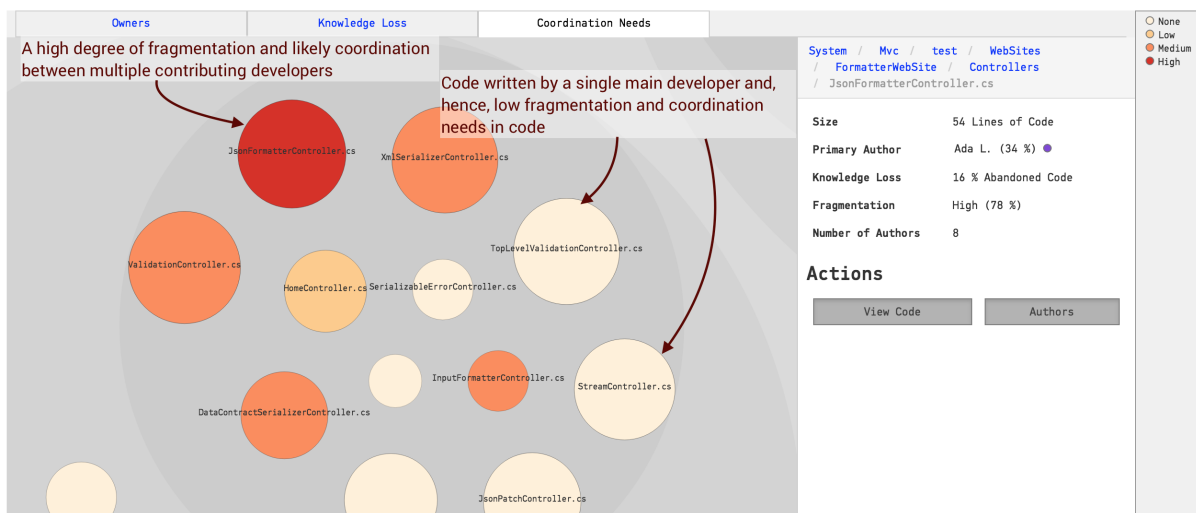 Owners
Knowledge Loss
Coordination Needs
None
Low
Medium
High
A high degree of fragmentation and likely coordination
between multiple contributing developers
Code written by a single main developer and,
hence, low fragmentation and coordination
needs in code
JsonFormatterController.cs
XmlSerializerController.cs
TopLevelValidationController.cs
ValidationController.cs
HomeController.cs
SerializableErrorController.cs
InputFormatterController.cs
StreamController.cs
DataContractSerializerController.cs
JsonPatchController.cs
System / Mvc / test / WebSites
/ FormatterWebSite / Controllers
/ JsonFormatterController.cs
Size 54 Lines of Code
Primary Author Ada L. (34 %)
Knowledge Loss 16 % Abandoned Code
Fragmentation High (78 %)
Number of Authors 8
Actions
View Code
Authors